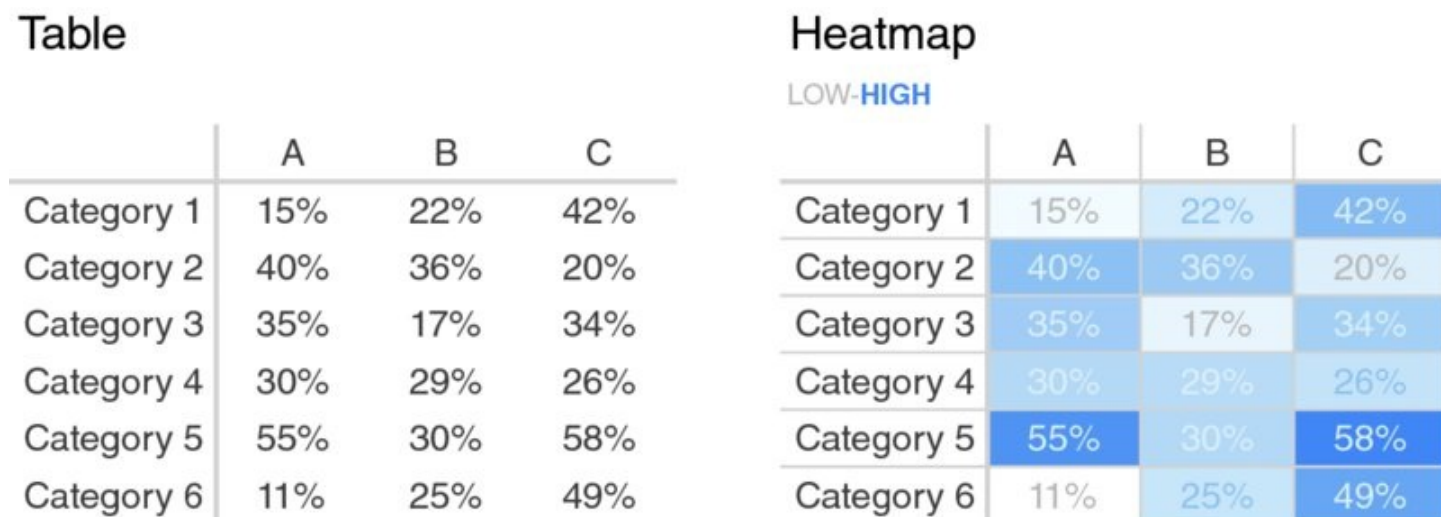 Table
A B C
Category 1 15% 22% 42%
Category 2 40% 36% 20%
Category 3 35% 17% 34%
Category 4 30% 29% 26%
Category 5 55% 30% 58%
Category 6 11% 25% 49%
Heatmap
LOW-HIGH
A B C
Category 1 15% 22% 42%
Category 2 40% 36% 20%
Category 3 35% 17% 34%
Category 4 30% 29% 26%
Category 5 55% 30% 58%
Category 6 11% 25% 49%